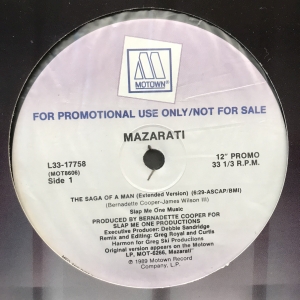 MOTOWN®
FOR PROMOTIONAL USE ONLY/NOT FOR SALE
MAZARATI
L33-17758
(MOT8606)
Side 1
12" PROMO
33 1/3 R.P.M.
THE SAGA OF A MAN (Extended Version) (6:29-ASCAP/BMI)
(Bernadette Cooper-James Wilson III)
Slap Me One Music
PRODUCED BY BERNADETTE COOPER FOR
SLAP ME ONE PRODUCTIONS
Executive Producer: Debbie Sandridge
Remix and Editing: Greg Royal and Curtis
Harmon for Greg Ski Productions
Original Version on Motown
LP, MOT-6266, Mazarati"
℗ 1989 Motown Record
Company, L.P.